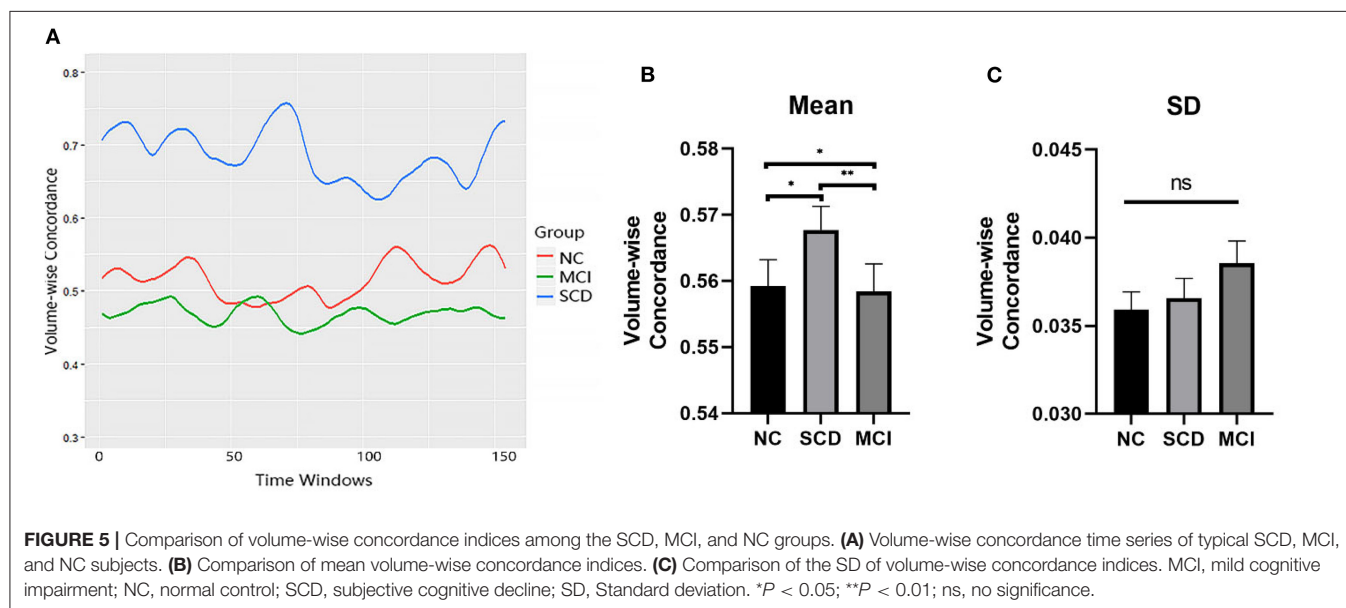 A
0.8
0.7
0.6
0.5
0.4
0.3
Volume-wise Concordance
0 50 100 150
Time Windows
Group
NC
MCI
SCD
B
Mean
0.58
0.57
0.56
0.55
0.54
Volume-wise
Concordance
*
* **
NC SCD MCI
C
SD
0.045
0.040
0.035
0.030
Volume-wise
Concordance
ns
NC SCD MCI
FIGURE 5 | Comparison of volume-wise concordance indices among the SCD, MCI, and NC groups. (A) Volume-wise concordance time series of typical SCD, MCI,
and NC subjects. (B) Comparison of mean volume-wise concordance indices. (C) Comparison of the SD of volume-wise concordance indices. MCI, mild cognitive
impairment; NC, normal control; SCD, subjective cognitive decline; SD, Standard deviation. *P < 0.05; **P < 0.01; ns, no significance.